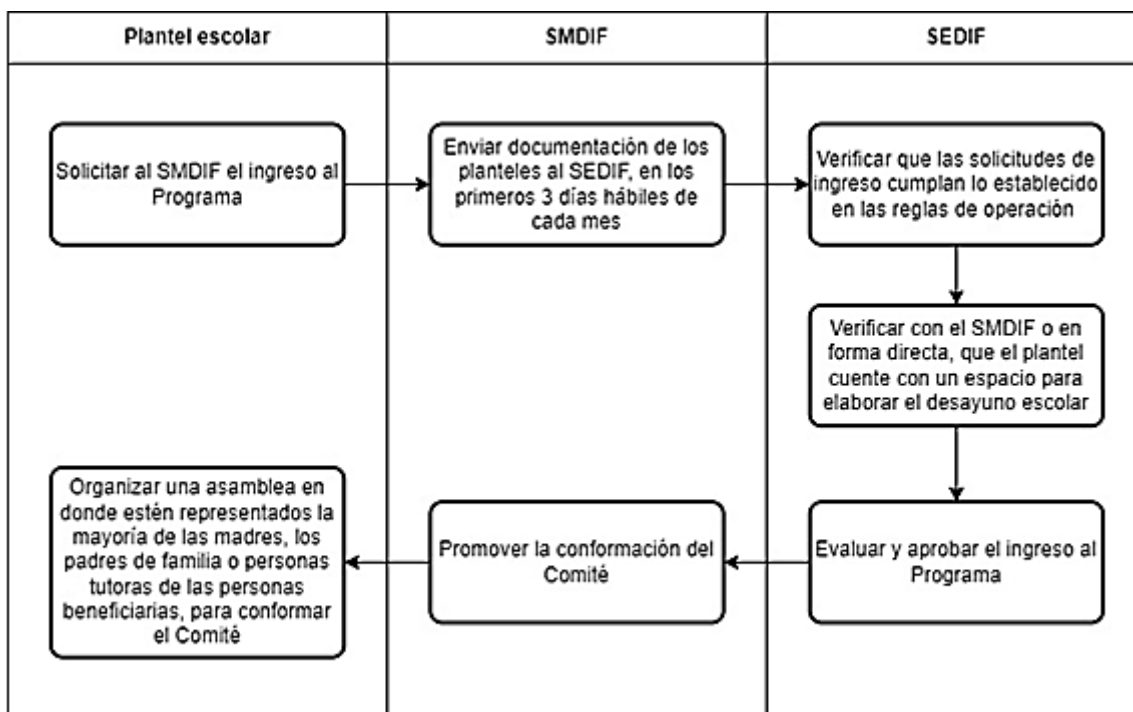 Plantel escolar
SMDIF
SEDIF
Solicitar al SMDIF el ingreso al
Programa
Enviar documentación de los
planteles al SEDIF, en los
primeros 3 días hábiles de
cada mes
Verificar que las solicitudes de
ingreso cumplan lo establecido
en las reglas de operación
Verificar con el SMDIF o en
forma directa, que el plantel
cuente con un espacio para
elaborar el desayuno escolar
Evaluar y aprobar el ingreso al
Programa
Promover la conformación del
Comité
Organizar una asamblea en
donde estén representados la
mayoría de las madres, los
padres de familia o personas
tutoras de las personas
beneficiarias, para conformar
el Comité